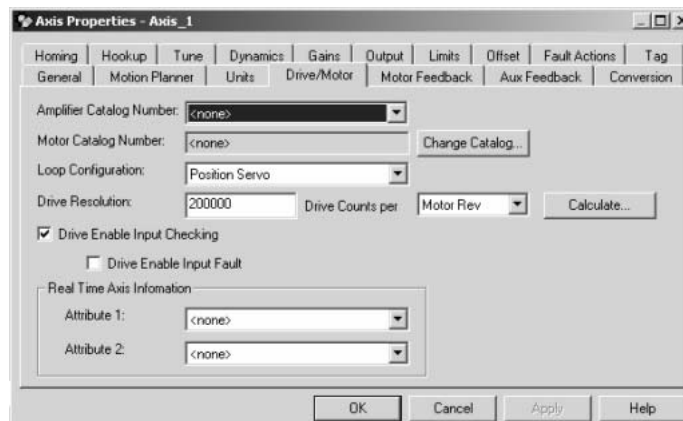 Axis Properties - Axis_1
Homing Hookup Tune Dynamics Gains Output Limits Offset Fault Actions Tag
General Motion Planner Units Drive/Motor Motor Feedback Aux Feedback Conversion
Amplifier Catalog Number: <none>
Motor Catalog Number: <none> Change Catalog...
Loop Configuration: Position Servo
Drive Resolution: 200000 Drive Counts per Motor Rev Calculate...
Drive Enable Input Checking
Drive Enable Input Fault
Real Time Axis Infomation
Attribute 1: <none>
Attribute 2: <none>
OK Cancel Apply Help